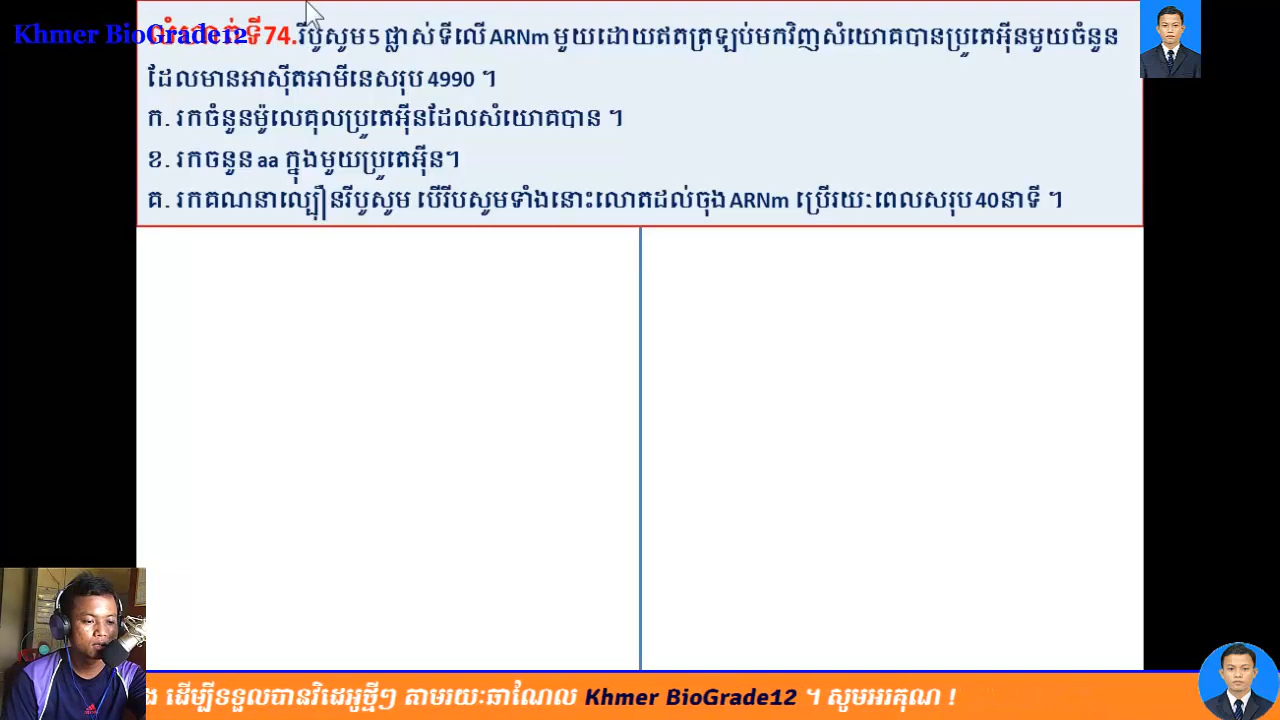 Khmer BioGrade12
លំហាត់ទី74.រីបូសូម 5 ផ្លាស់ទីលើ ARNm មួយដោយឥតត្រឡប់មកវិញសំយោគបានប្រូតេអ៊ីនមួយចំនួន
ដែលមានអាស៊ីតអាមីនេសរុប 4990 ។
ក. រកចំនួនម៉ូលេគុលប្រូតេអ៊ីនដែលសំយោគបាន ។
ខ. រកចនួន aa ក្នុងមួយប្រូតេអ៊ីន។
គ. រកគណនាល្បឿនរីបូសូម បើរីបសូមទាំងនោះលោតដល់ចុង ARNm ប្រើរយៈពេលសរុប 40នាទី ។
ង ដើម្បីទទួលបានវិដេអូថ្មីៗ តាមរយៈឆាណែល Khmer BioGrade12 ។ សូមអរគុណ !